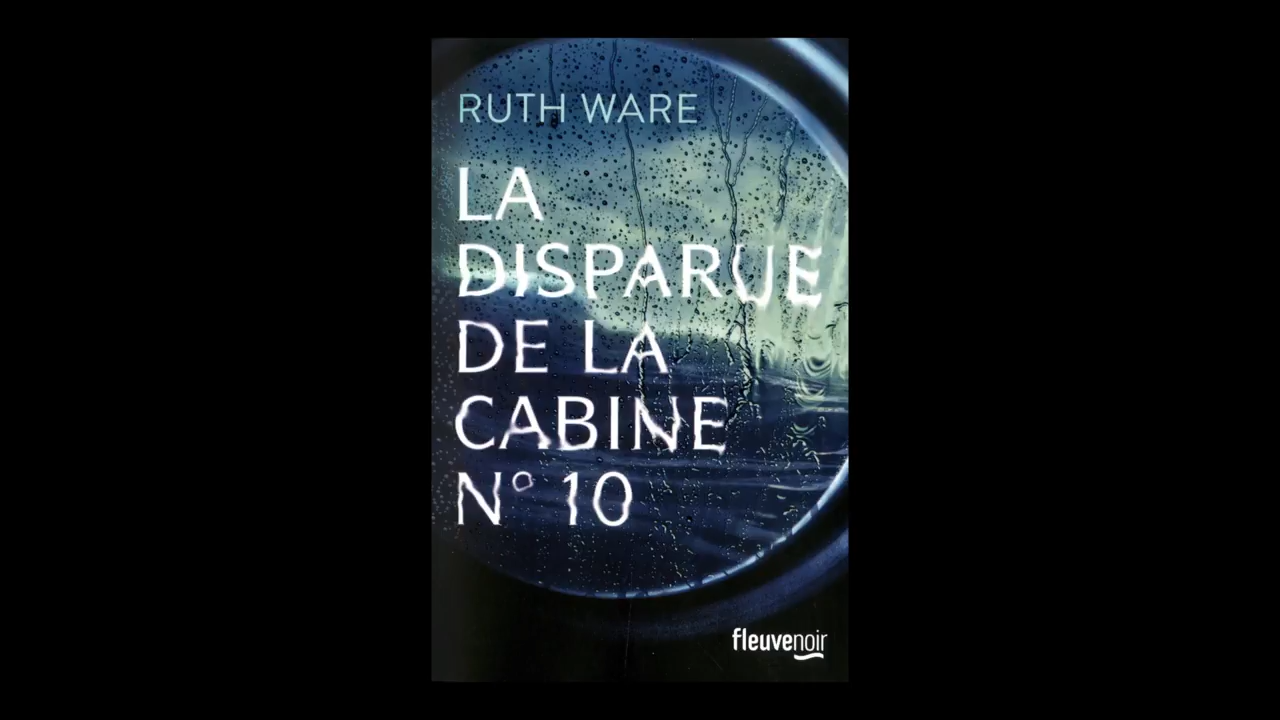 RUTH WARE
LA
DISPARUE
DE LA
CABINE
N° 10
fleuvenoir